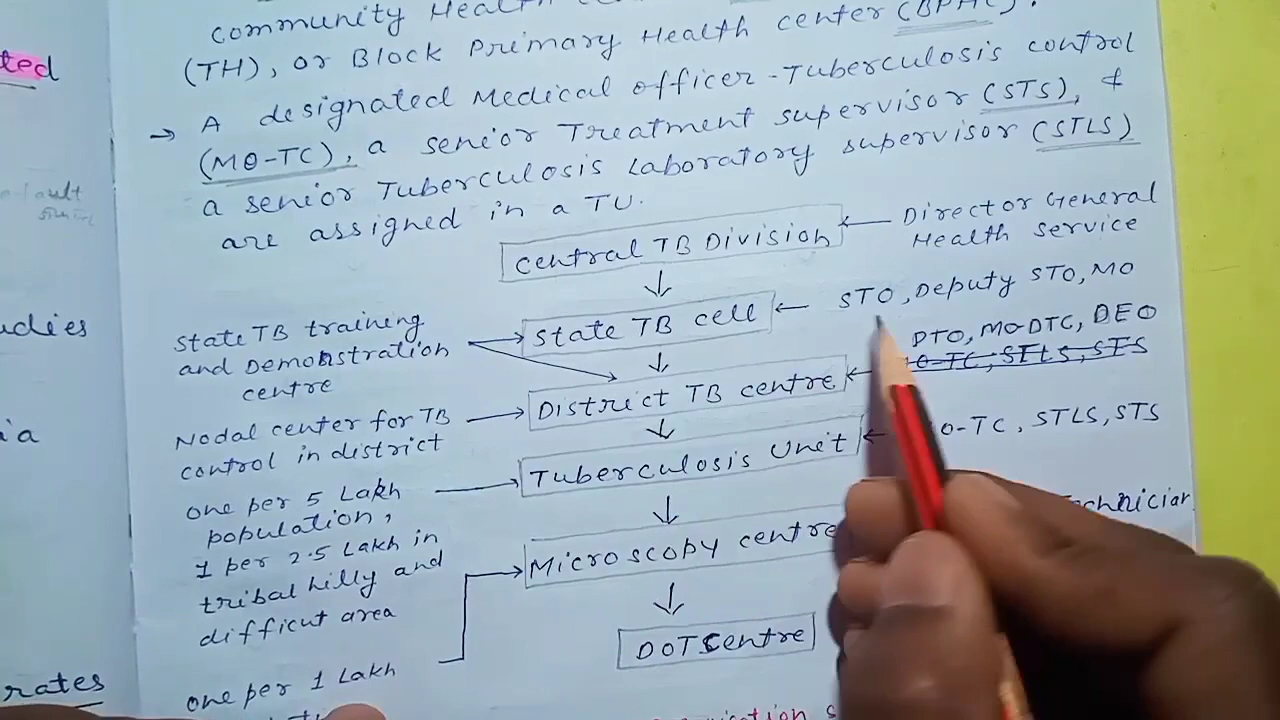 community Health
(TH), or Block Primary Health center (BPHC).
→ A designated Medical officer-Tuberculosis control
(MO-TC), a senior Treatment supervisor (STS), &
a senior Tuberculosis Laboratory supervisor (STLS)
are assigned in a TU.
Central TB Division ← Director General
Health service
State TB cell ← STO, Deputy STO, MO
State TB training
and Demonstration
centre
District TB centre ← DTO, MO-DTC, DEO
O-TC, STLS, STS
Nodal center for TB
control in district
Tuberculosis Unit ← O-TC, STLS, STS
one per 5 Lakh
population,
1 per 2.5 Lakh in
tribal hilly and
difficut area
Microscopy centre
Technician
DOTS centre
one per 1 Lakh
ted
udies
ia
rates